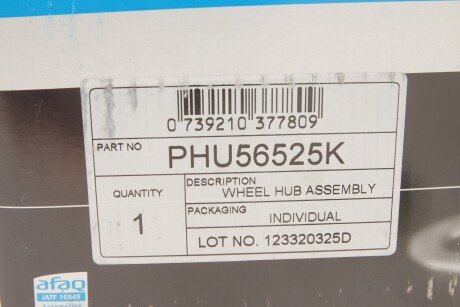 0 739210 377809
PART NO PHU56525K
QUANTITY
1
DESCRIPTION
WHEEL HUB ASSEMBLY
PACKAGING
INDIVIDUAL
LOT NO. 123320325D
afaq
IATF 16949